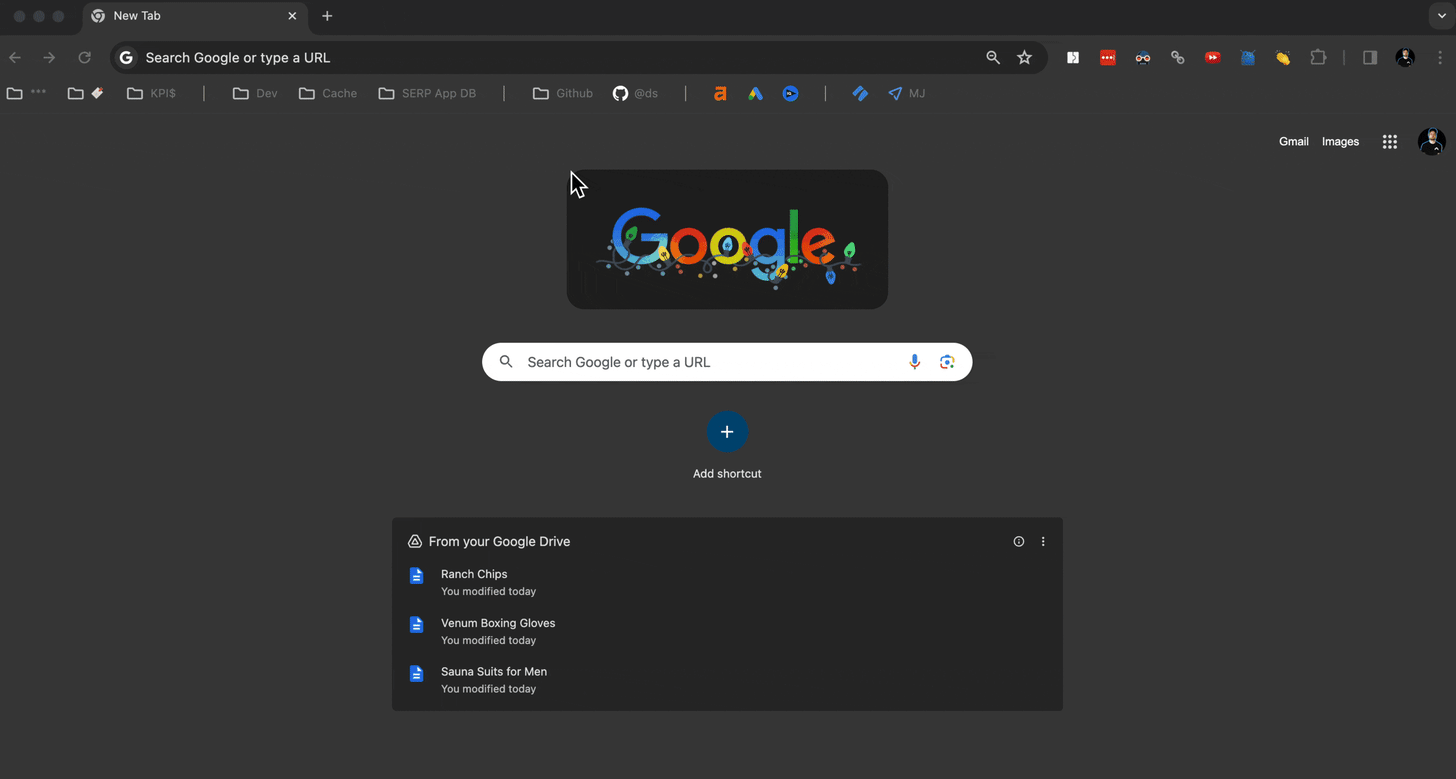 New Tab
Search Google or type a URL
KPI$ Dev Cache SERP App DB Github @ds MJ
Gmail Images
Google
Search Google or type a URL
Add shortcut
From your Google Drive
Ranch Chips
You modified today
Venum Boxing Gloves
You modified today
Sauna Suits for Men
You modified today